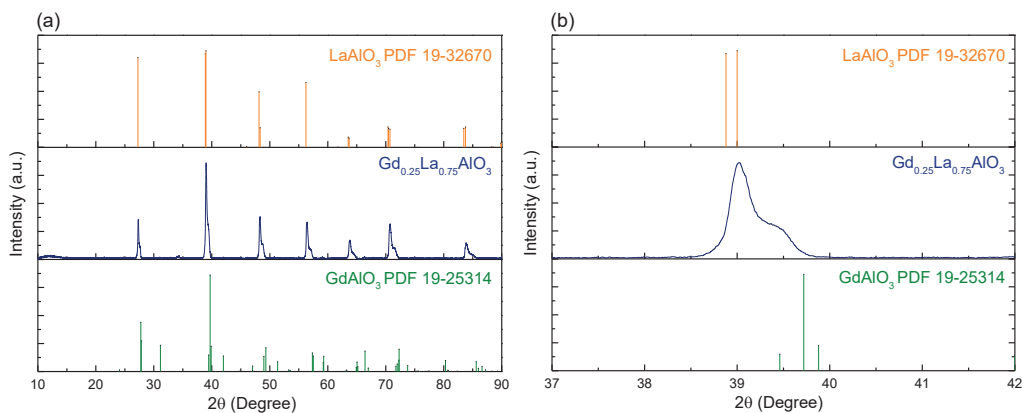 (a)
LaAlO₃ PDF 19-32670
Gd₀.₂₅La₀.₇₅AlO₃
GdAlO₃ PDF 19-25314
Intensity (a.u.)
10 20 30 40 50 60 70 80 90
2θ (Degree)
(b)
LaAlO₃ PDF 19-32670
Gd₀.₂₅La₀.₇₅AlO₃
GdAlO₃ PDF 19-25314
Intensity (a.u.)
37 38 39 40 41 42
2θ (Degree)